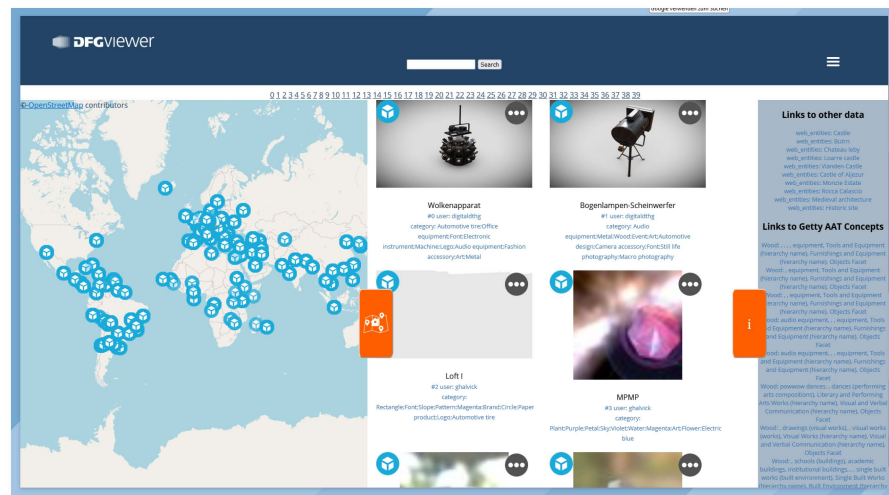 Google verwenden zum Suchen
DFGVIEWER
Search
0 1 2 3 4 5 6 7 8 9 10 11 12 13 14 15 16 17 18 19 20 21 22 23 24 25 26 27 28 29 30 31 32 33 34 35 36 37 38 39
© OpenStreetMap contributors
Wolkenapparat
#0 user: digitaldthg
category: Automotive tire:Office
equipment:Font:Electronic
instrument:Machine:Lego:Audio equipment:Fashion
accessory:Art:Metal
Bogenlampen-Scheinwerfer
#1 user: digitaldthg
category: Audio
equipment:Metal:Wood:Event:Art:Automotive
design:Camera accessory:Font:Still life
photography:Macro photography
Loft I
#2 user: ghalvick
category:
Rectangle:Font:Slope:Pattern:Magenta:Brand:Circle:Paper
product:Logo:Automotive tire
MPMP
#3 user: ghalvick
category:
Plant:Purple:Petal:Sky:Violet:Water:Magenta:Art:Flower:Electric
blue
i
Links to other data
web_entities: Castle
web_entities: Butrn
web_entities: Chateau Ieby
web_entities: Loarre castle
web_entities: Vianden Castle
web_entities: Castle of Aljezur
web_entities: Monzie Estate
web_entities: Rocca Calascio
web_entities: Medieval architecture
web_entities: Historic site
Links to Getty AAT Concepts
Wood: , , , , equipment, Tools and Equipment
(hierarchy name), Furnishings and Equipment
(hierarchy name), Objects Facet
Wood: , equipment, Tools and Equipment
(hierarchy name), Furnishings and Equipment
(hierarchy name), Objects Facet
Wood: , , equipment, Tools and Equipment
(hierarchy name), Furnishings and Equipment
(hierarchy name), Objects Facet
Wood: audio equipment, , , equipment, Tools
and Equipment (hierarchy name), Furnishings
and Equipment (hierarchy name), Objects
Facet
Wood: audio equipment, , , equipment, Tools
and Equipment (hierarchy name), Furnishings
and Equipment (hierarchy name), Objects
Facet
Wood: powwow dances; , dances (performing
arts compositions), Literary and Performing
Arts Works (hierarchy name), Visual and Verbal
Communication (hierarchy name), Objects
Facet
Wood: , drawings (visual works), , visual works
(works), Visual Works (hierarchy name), Visual
and Verbal Communication (hierarchy name),
Objects Facet
Wood: , schools (buildings), academic
buildings, institutional buildings, , , single built
works (built environment), Single Built Works
(hierarchy name), Built Environment (hierarchy